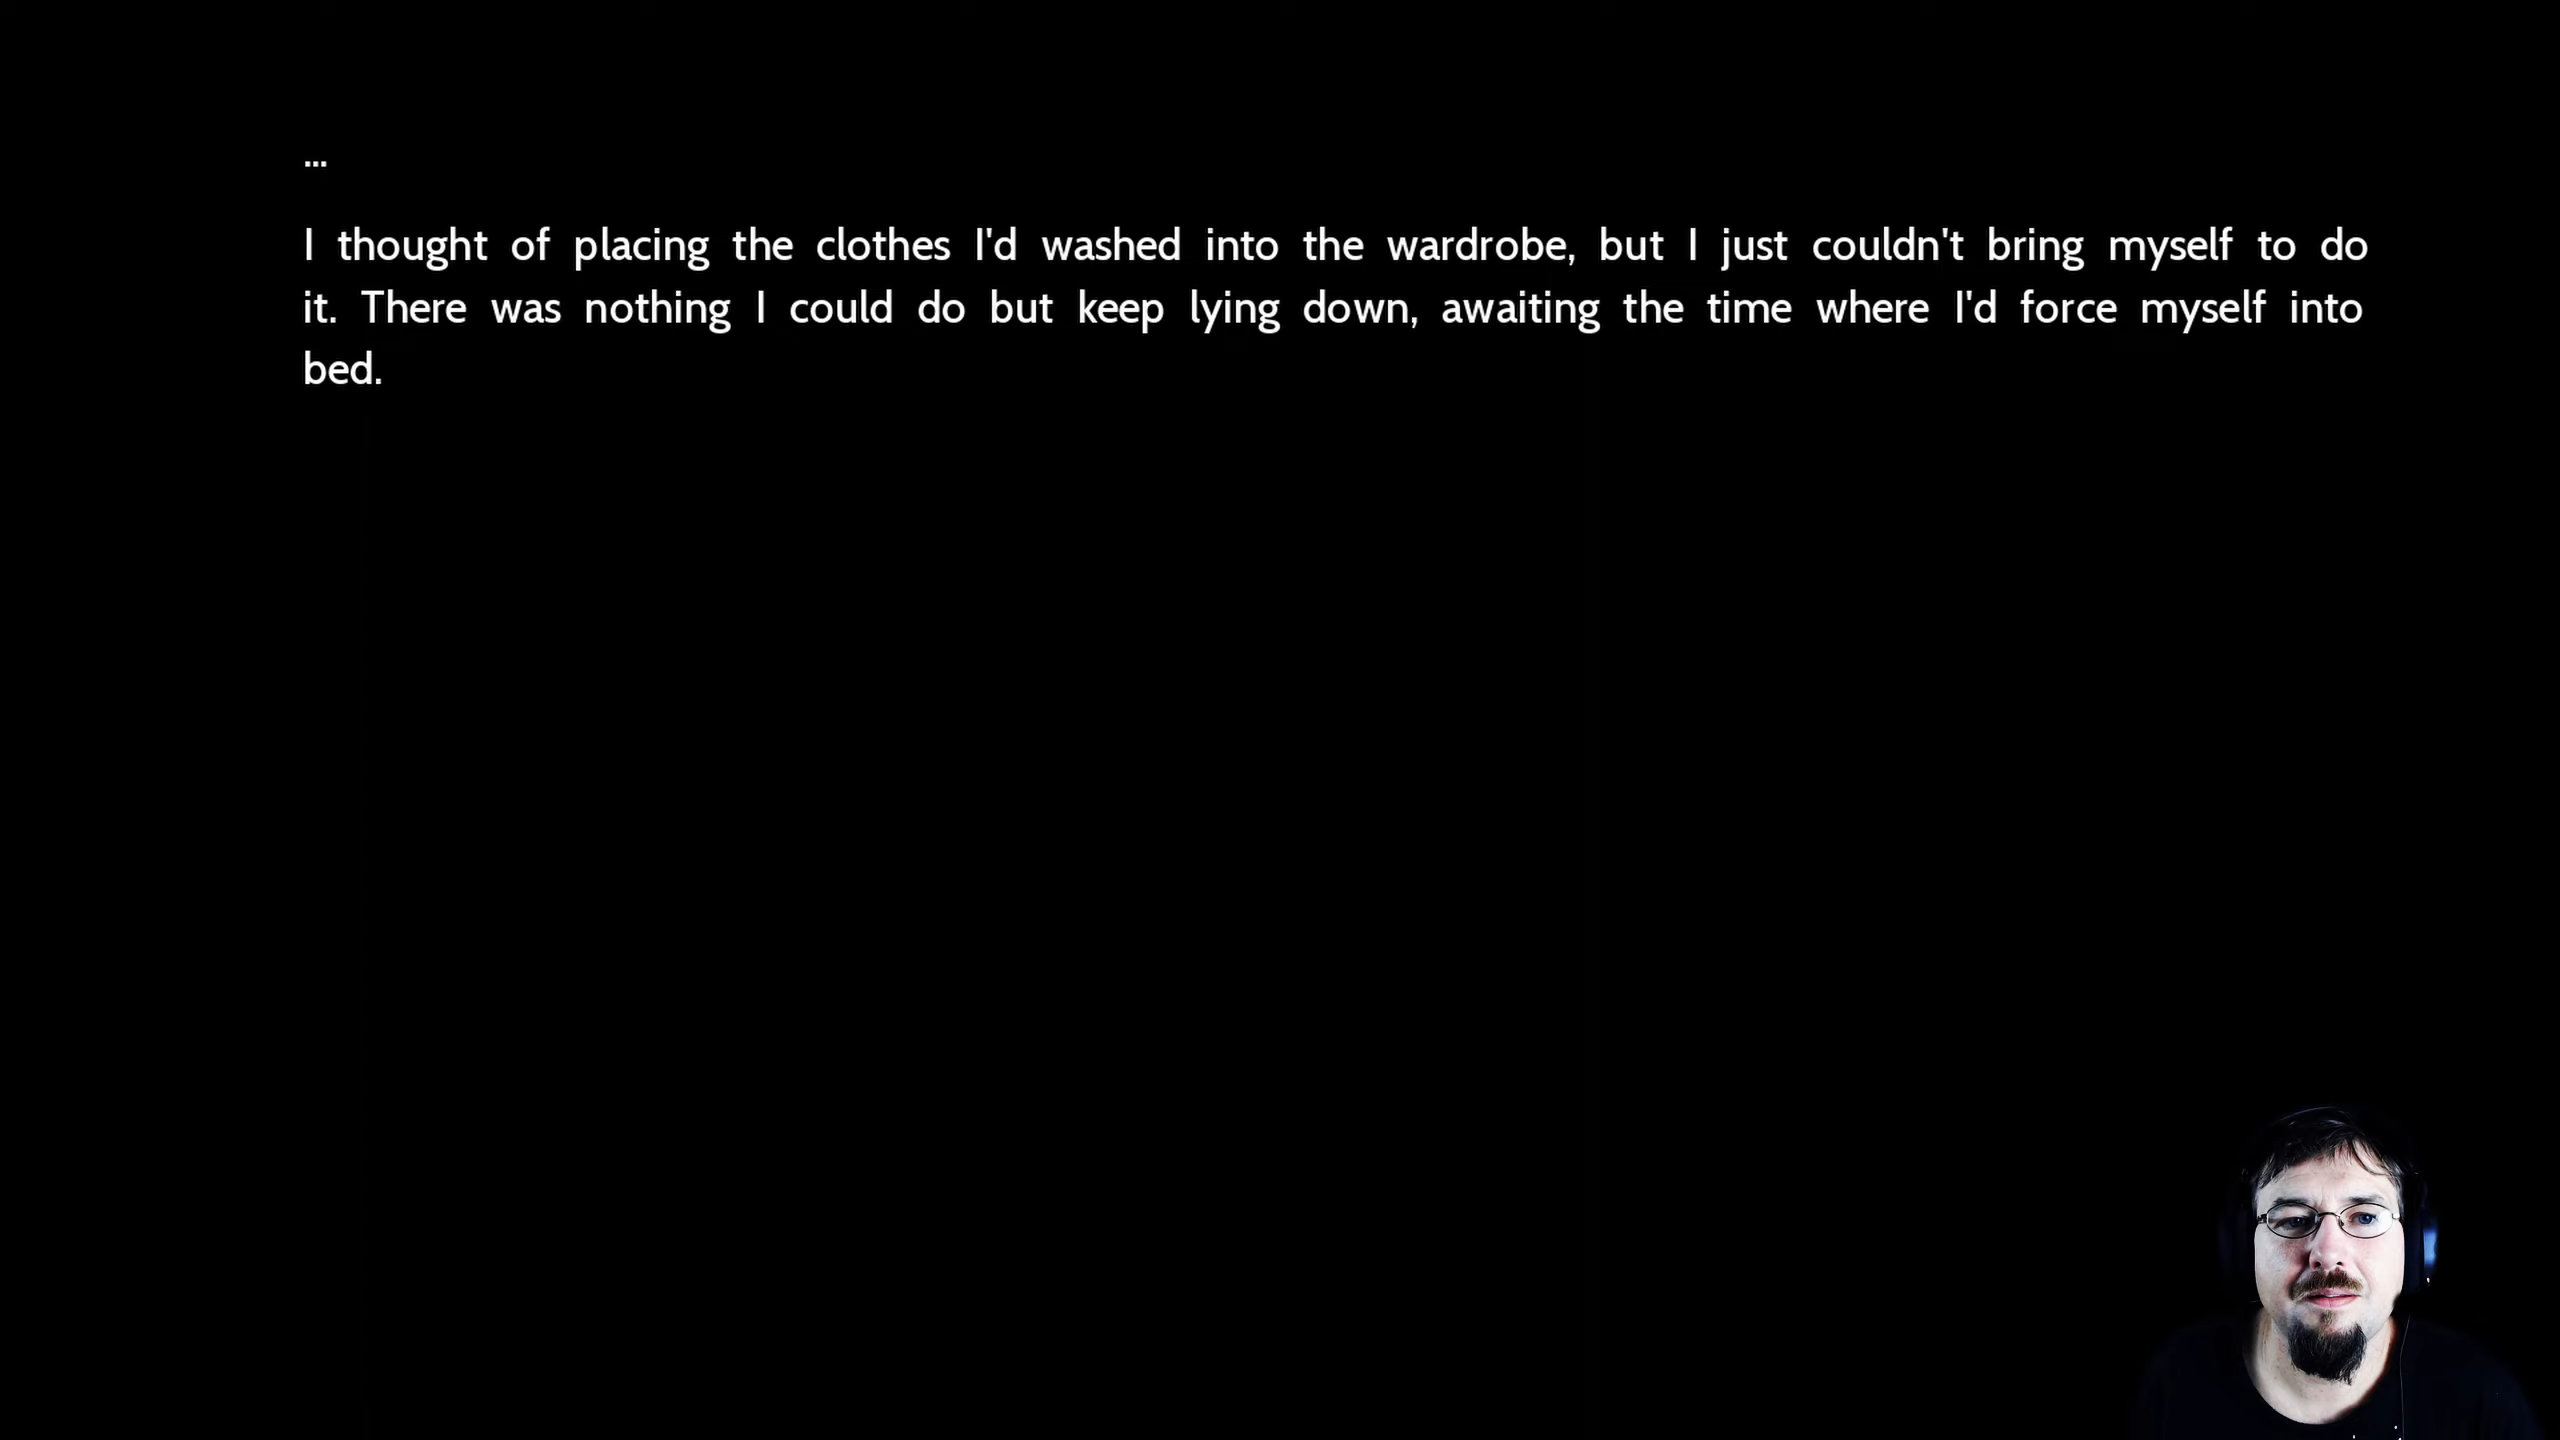 ...
I thought of placing the clothes I'd washed into the wardrobe, but I just couldn't bring myself to do
it. There was nothing I could do but keep lying down, awaiting the time where I'd force myself into
bed.